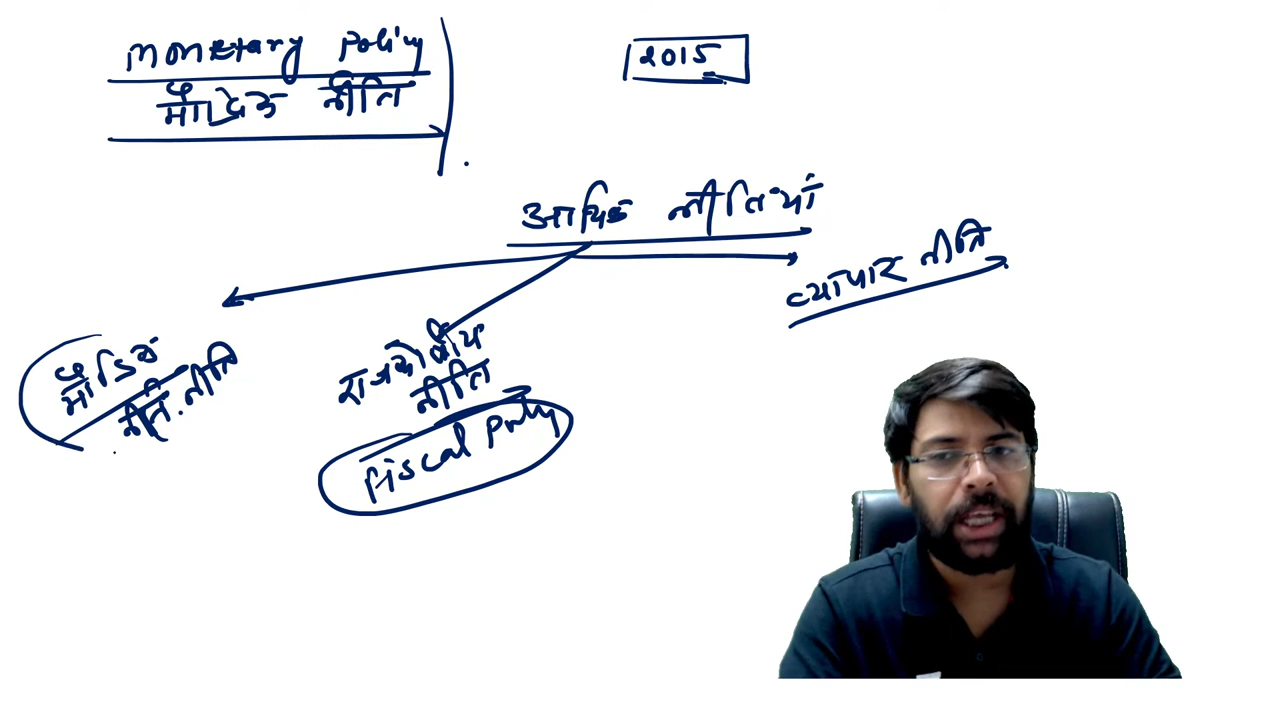 Monetary Policy
मौद्रिक नीति
2015
आर्थिक नीतियां
व्यापार नीति
मौद्रिक
नीति
राजकोषीय
नीति
Fiscal Policy